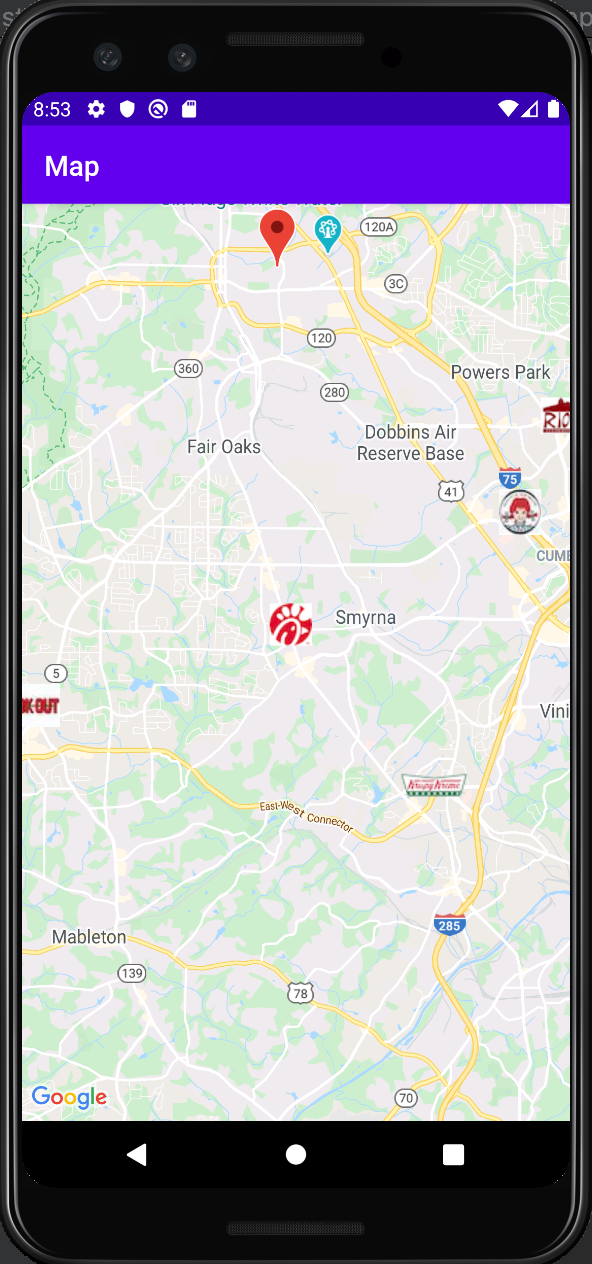 8:53
Map
120A
3C
120
360
280
Powers Park
Dobbins Air
Reserve Base
Fair Oaks
RIO
75
41
CUMB
Smyrna
5
K OUT
Vini
Krispy Kreme
East-West Connector
285
Mableton
139
78
Google
70